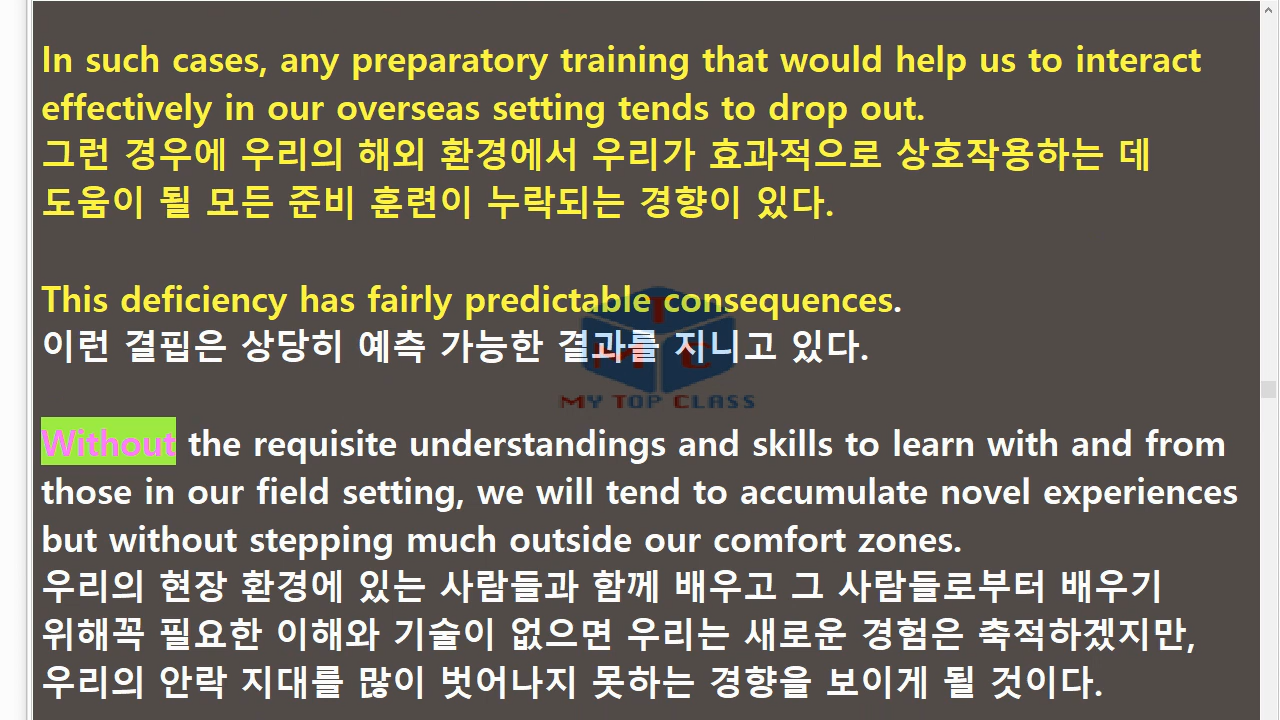 In such cases, any preparatory training that would help us to interact
effectively in our overseas setting tends to drop out.
그런 경우에 우리의 해외 환경에서 우리가 효과적으로 상호작용하는 데
도움이 될 모든 준비 훈련이 누락되는 경향이 있다.
This deficiency has fairly predictable consequences.
이런 결핍은 상당히 예측 가능한 결과를 지니고 있다.
T
M C
MY TOP CLASS
Without the requisite understandings and skills to learn with and from
those in our field setting, we will tend to accumulate novel experiences
but without stepping much outside our comfort zones.
우리의 현장 환경에 있는 사람들과 함께 배우고 그 사람들로부터 배우기
위해꼭 필요한 이해와 기술이 없으면 우리는 새로운 경험은 축적하겠지만,
우리의 안락 지대를 많이 벗어나지 못하는 경향을 보이게 될 것이다.